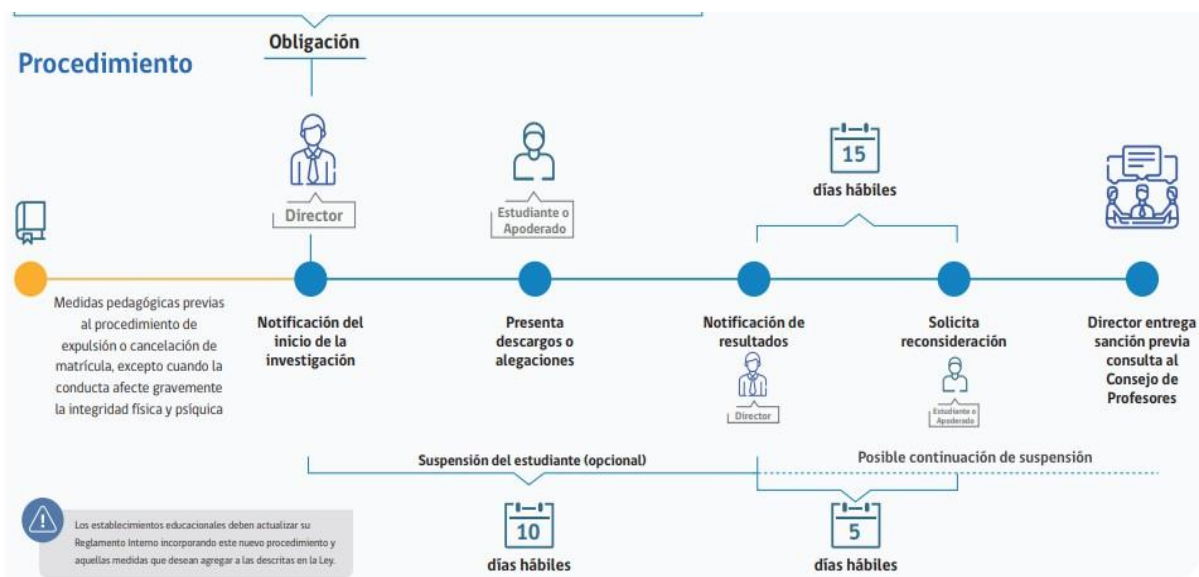 Obligación
Procedimiento
Director
Estudiante o
Apoderado
15
días hábiles
Medidas pedagógicas previas
al procedimiento de
expulsión o cancelación de
matrícula, excepto cuando la
conducta afecte gravemente
la integridad física y psíquica
Notificación del
inicio de la
investigación
Presenta
descargos o
alegaciones
Notificación de
resultados
Director
Solicita
reconsideración
Estudiante o
Apoderado
Director entrega
sanción previa
consulta al
Consejo de
Profesores
Suspensión del estudiante (opcional)
Posible continuación de suspensión
10
días hábiles
5
días hábiles
Los establecimientos educacionales deben actualizar su
Reglamento Interno incorporando este nuevo procedimiento y
aquellas medidas que desean agregar a las descritas en la Ley.